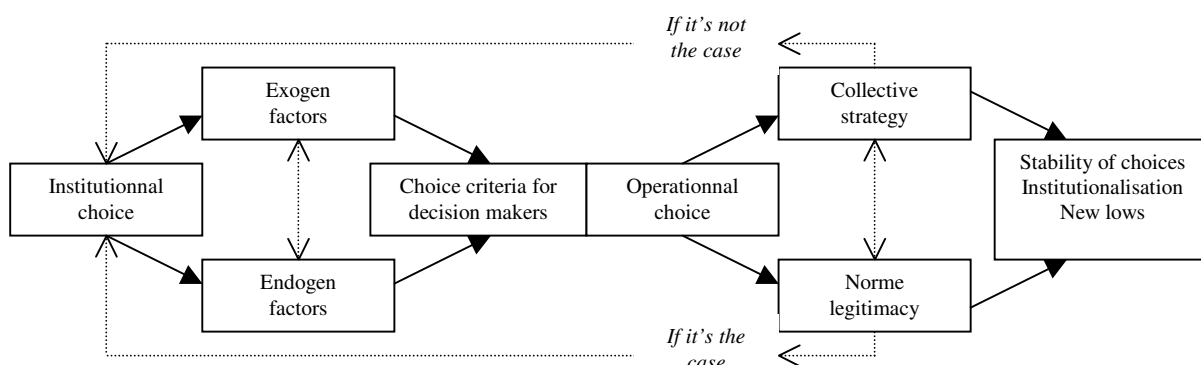 If it's not
the case
Exogen
factors
Collective
strategy
Institutionnal
choice
Choice criteria for
decision makers
Operationnal
choice
Stability of choices
Institutionalisation
New lows
Endogen
factors
Norme
legitimacy
If it's the
case